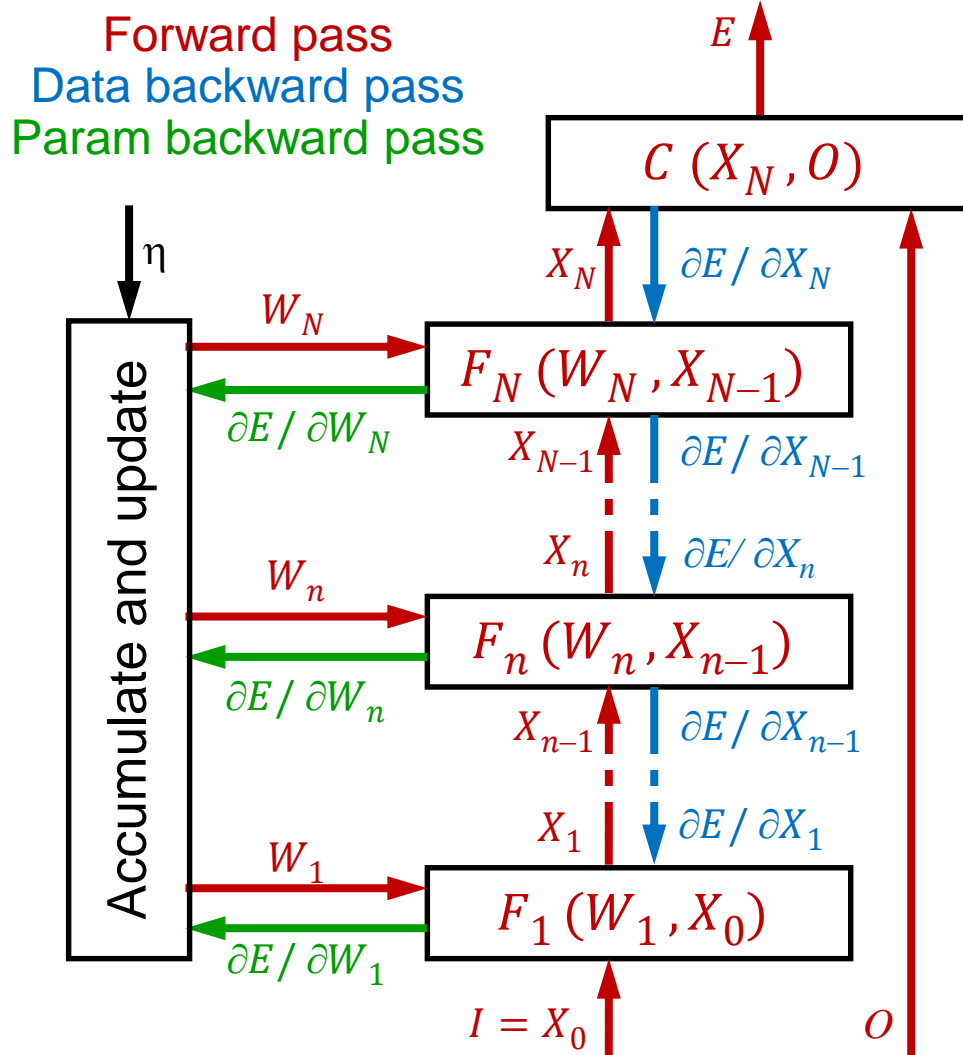 Forward pass
Data backward pass
Param backward pass
E
C (X_N , O)
η
X_N
∂E / ∂X_N
W_N
F_N (W_N , X_{N−1})
∂E / ∂W_N
X_{N−1}
∂E / ∂X_{N−1}
Accumulate and update
X_n
∂E/ ∂X_n
W_n
F_n (W_n , X_{n−1})
∂E / ∂W_n
X_{n−1}
∂E / ∂X_{n−1}
X_1
∂E / ∂X_1
W_1
F_1 (W_1 , X_0)
∂E / ∂W_1
I = X_0
O